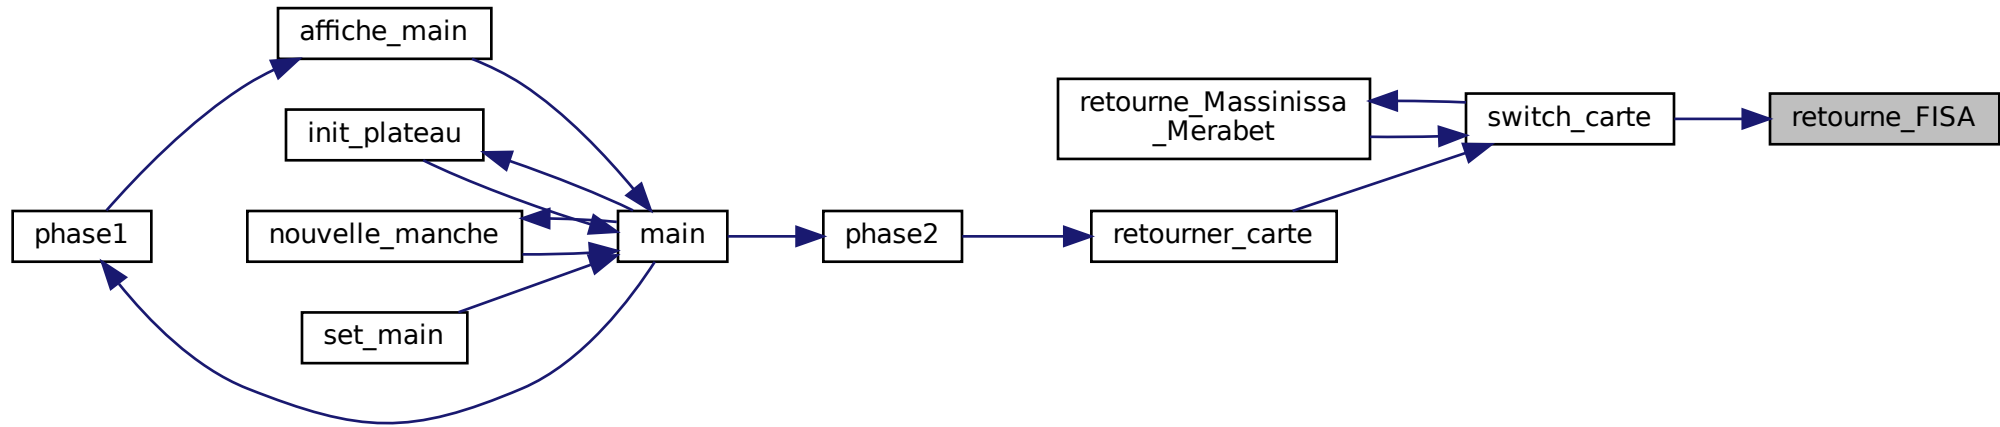 affiche_main
retourne_Massinissa
_Merabet
switch_carte
retourne_FISA
init_plateau
phase1
nouvelle_manche
main
phase2
retourner_carte
set_main